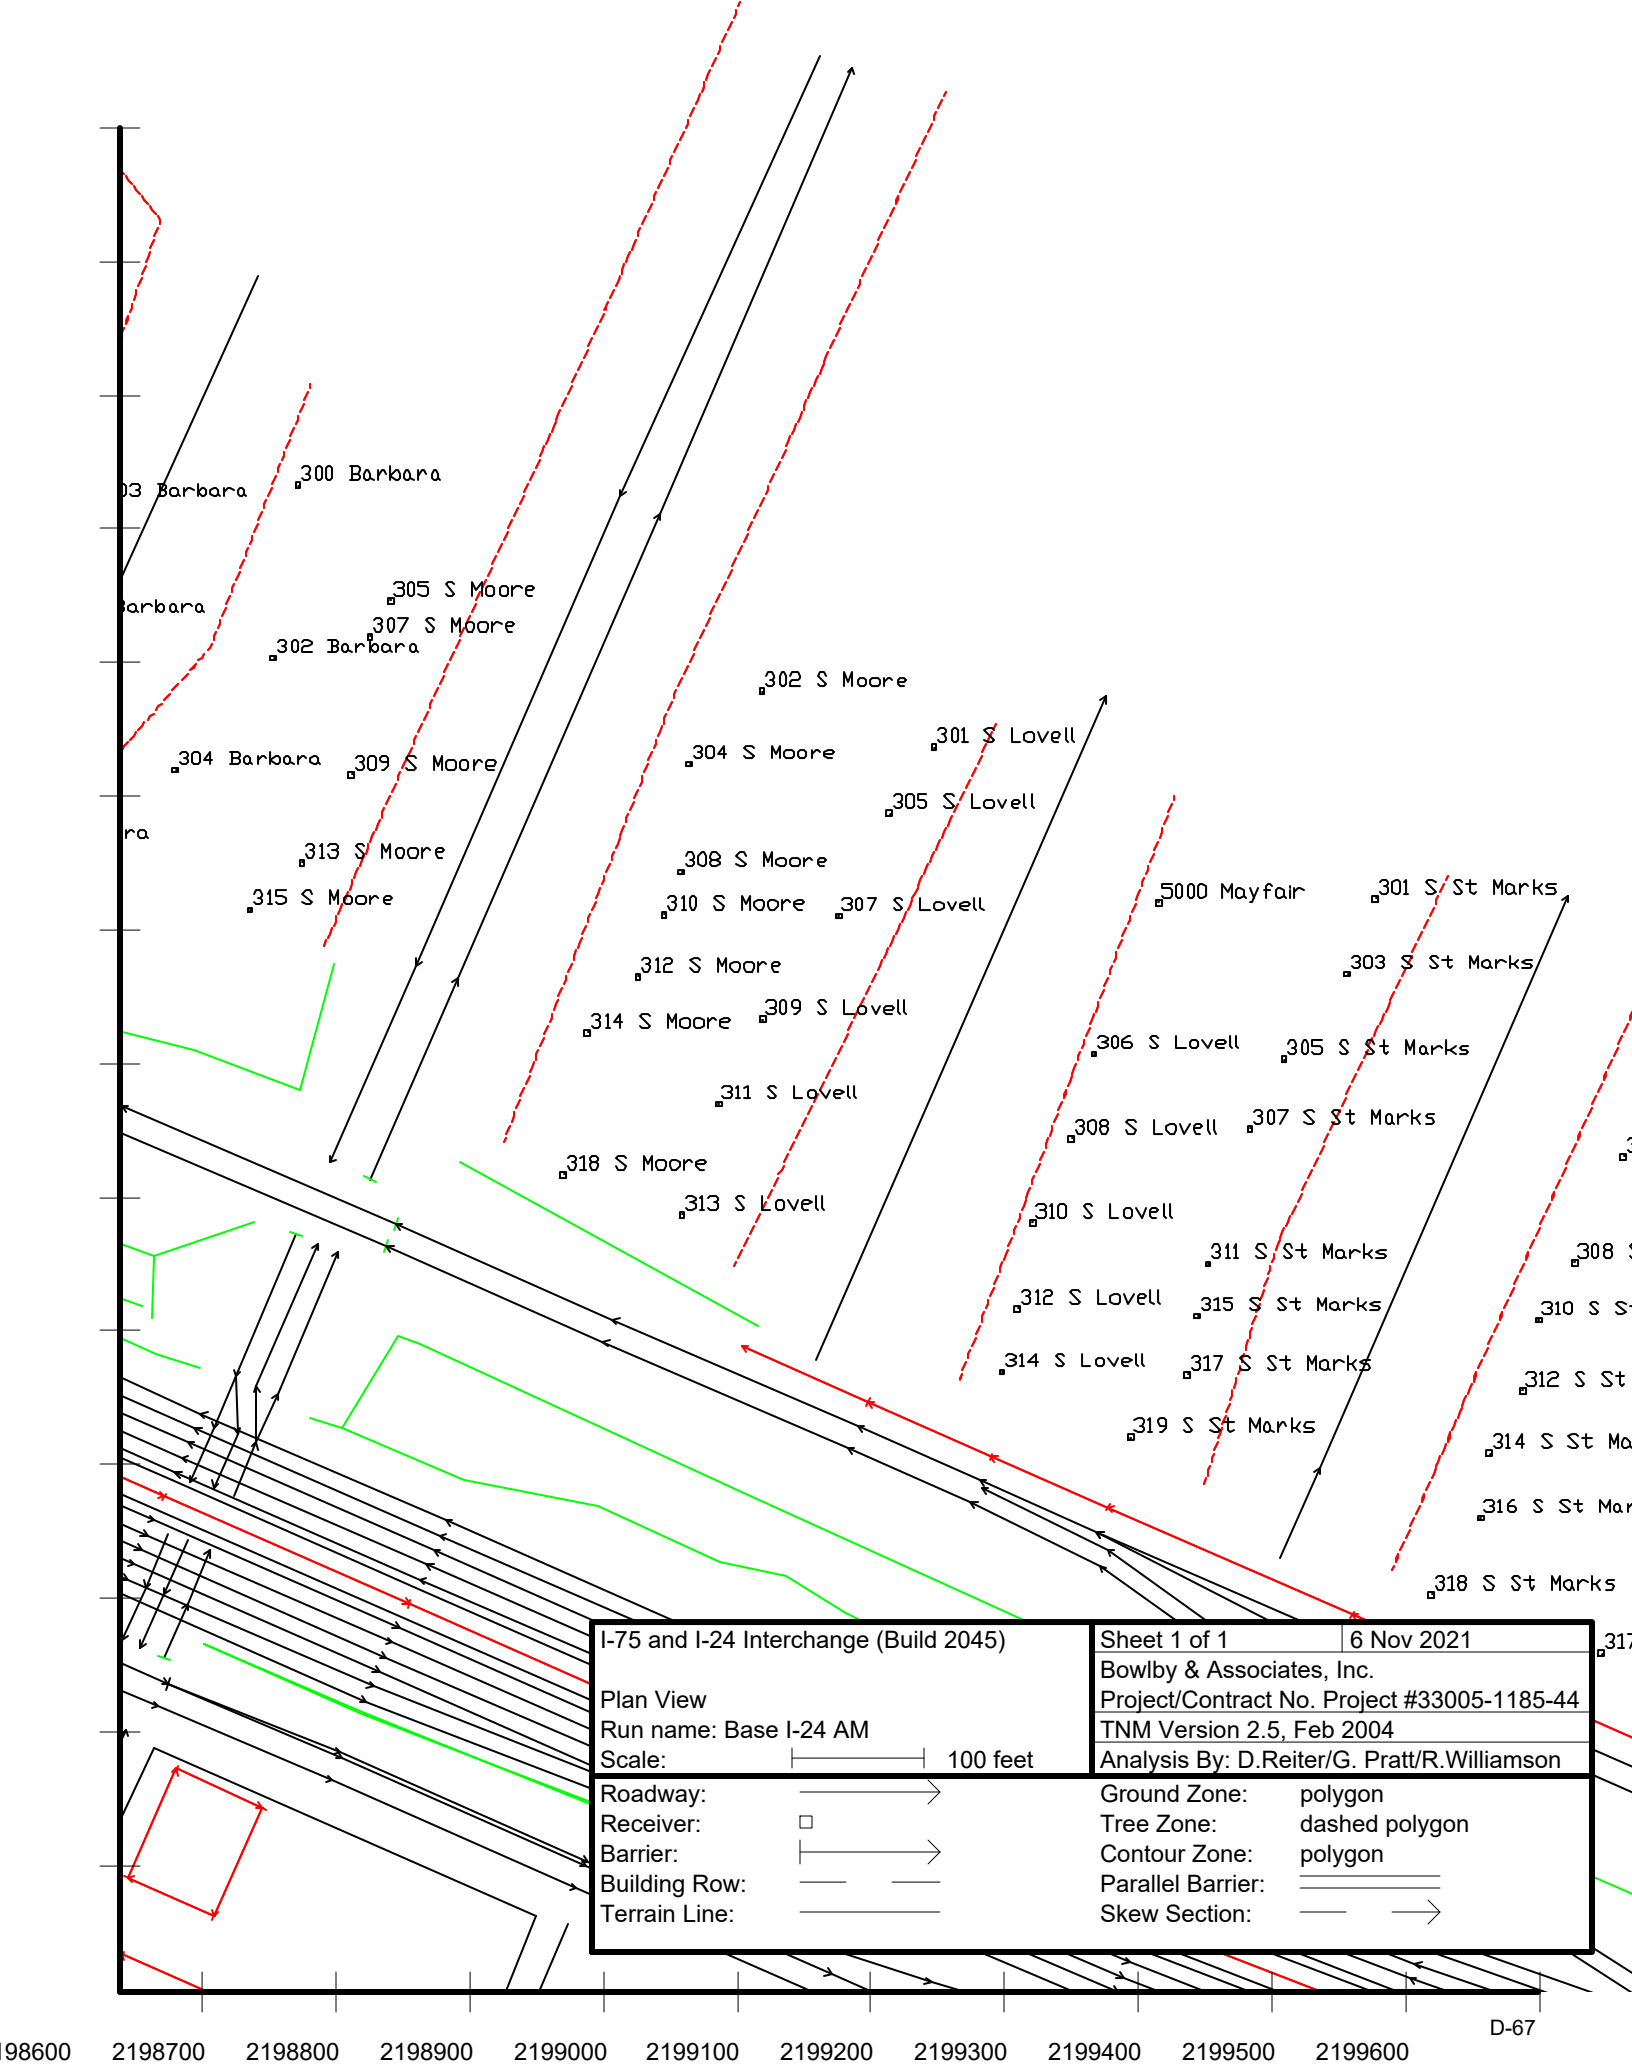 300 Barbara
03 Barbara
305 S Moore
Barbara
307 S Moore
302 Barbara
302 S Moore
301 S Lovell
304 S Moore
304 Barbara
309 S Moore
305 S Lovell
ra
313 S Moore
308 S Moore
5000 Mayfair
301 S St Marks
315 S Moore
310 S Moore
307 S Lovell
312 S Moore
303 S St Marks
309 S Lovell
314 S Moore
306 S Lovell
305 S St Marks
311 S Lovell
308 S Lovell
307 S St Marks
318 S Moore
313 S Lovell
310 S Lovell
311 S St Marks
308 S
312 S Lovell
315 S St Marks
310 S St
314 S Lovell
317 S St Marks
312 S St
319 S St Marks
314 S St Ma
316 S St Mar
318 S St Marks
317
I-75 and I-24 Interchange (Build 2045)
Plan View
Run name: Base I-24 AM
Scale: 100 feet
Sheet 1 of 1 6 Nov 2021
Bowlby & Associates, Inc.
Project/Contract No. Project #33005-1185-44
TNM Version 2.5, Feb 2004
Analysis By: D.Reiter/G. Pratt/R.Williamson
Roadway:
Receiver:
Barrier:
Building Row:
Terrain Line:
Ground Zone: polygon
Tree Zone: dashed polygon
Contour Zone: polygon
Parallel Barrier:
Skew Section:
D-67
198600 2198700 2198800 2198900 2199000 2199100 2199200 2199300 2199400 2199500 2199600